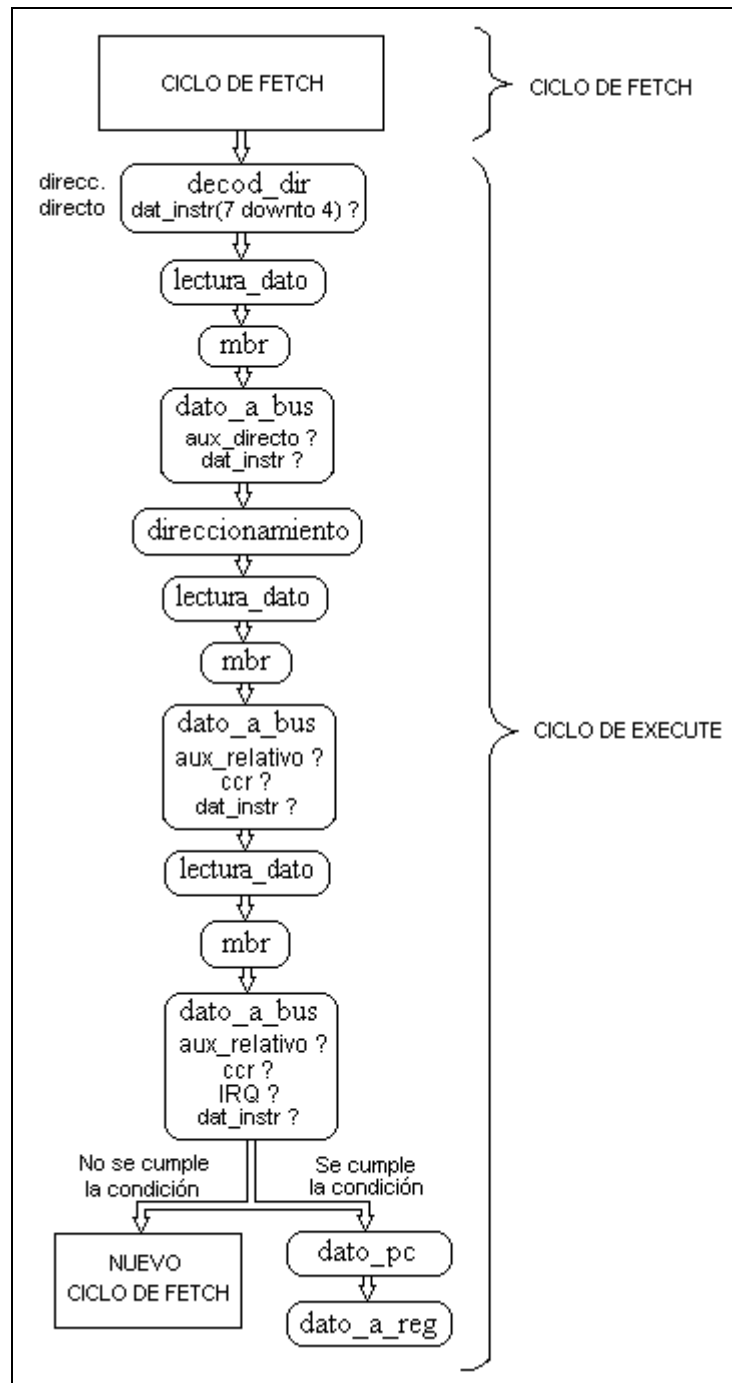 CICLO DE FETCH
CICLO DE FETCH
direcc.
directo
decod_dir
dat_instr(7 downto 4) ?
lectura_dato
mbr
dato_a_bus
aux_directo ?
dat_instr ?
direccionamiento
lectura_dato
mbr
dato_a_bus
aux_relativo ?
ccr ?
dat_instr ?
CICLO DE EXECUTE
lectura_dato
mbr
dato_a_bus
aux_relativo ?
ccr ?
IRQ ?
dat_instr ?
No se cumple
la condición
Se cumple
la condición
NUEVO
CICLO DE FETCH
dato_pc
dato_a_reg